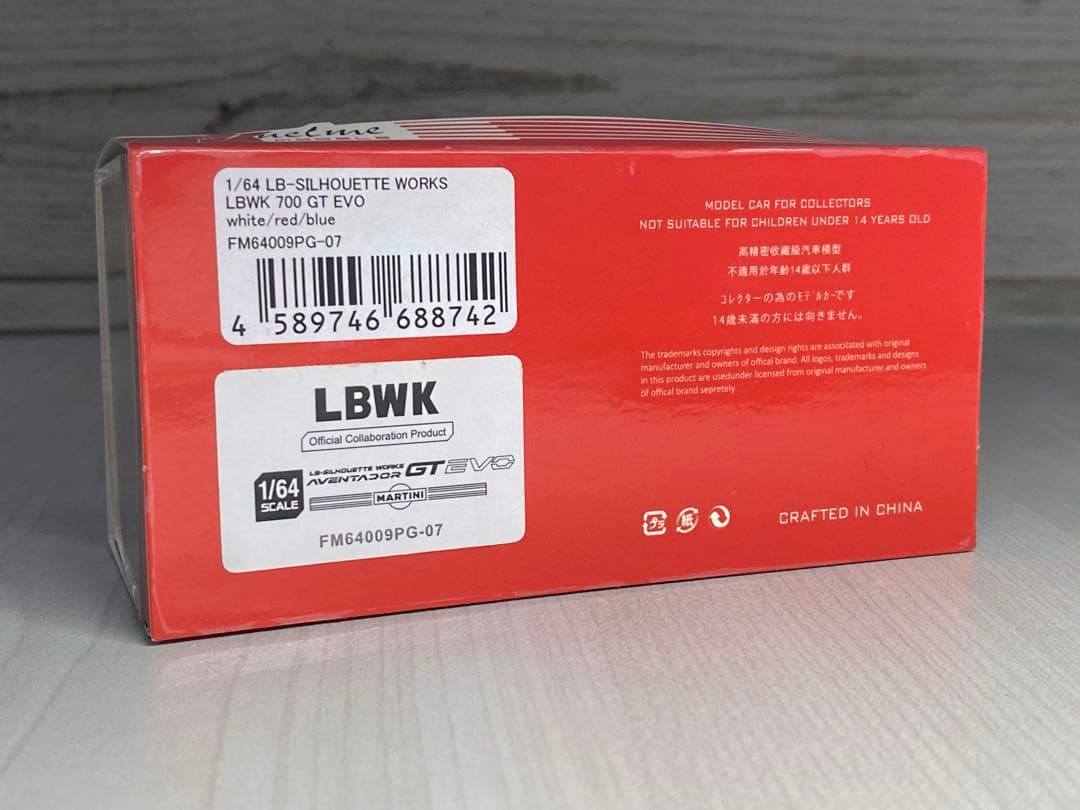 uelme
1/64 LB-SILHOUETTE WORKS
LBWK 700 GT EVO
white/red/blue
FM64009PG-07
4 589746 688742
LBWK
Official Collaboration Product
1/64
SCALE
LB-SILHOUETTE WORKS
AVENTADOR GT EVO
MARTINI
FM64009PG-07
MODEL CAR FOR COLLECTORS
NOT SUITABLE FOR CHILDREN UNDER 14 YEARS OLD
高精密收藏級汽車模型
不適用於年齡14歲以下人群
コレクターの為のモデルカーです
14歳未満の方には向きません。
The trademarks copyrights and deisign rights are associtated with original
manufacturer and owners of offical brand. All logos, trademarks and designs
in this product are usedunder licensed from original manufacturer and owners
of offical brand sepretely.
プラ
紙
CRAFTED IN CHINA